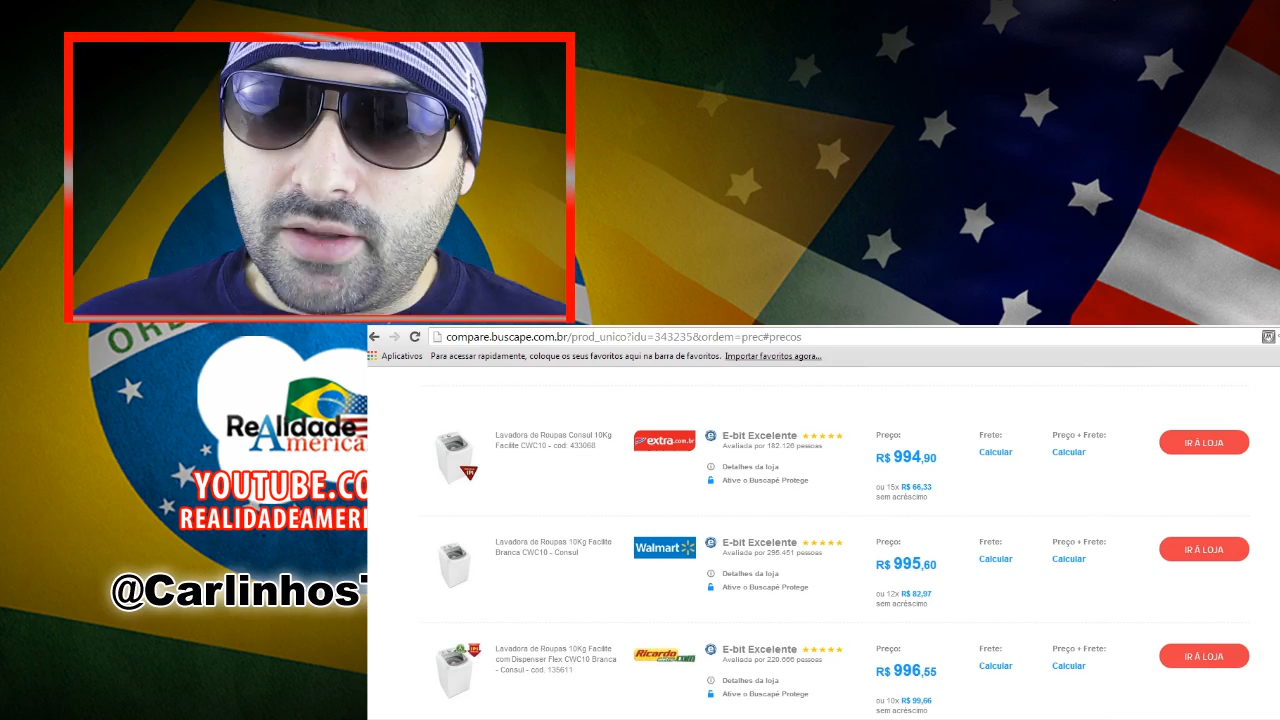 ORD
Realidade
América
YOUTUBE.CO
REALIDADEAMERI
@Carlinhos
compare.buscape.com.br/prod_unico?idu=343235&ordem=prec#precos
Aplicativos Para acessar rapidamente, coloque os seus favoritos aqui na barra de favoritos. Importar favoritos agora...
Lavadora de Roupas Consul 10Kg
Facilite CWC10 - cod: 433068
extra.com.br
E-bit Excelente
Avaliada por 182.126 pessoas
Detalhes da loja
Ative o Buscapé Protege
Preço:
R$ 994,90
ou 15x R$ 66,33
sem acréscimo
Frete:
Calcular
Preço + Frete:
Calcular
IR À LOJA
Lavadora de Roupas 10Kg Facilite
Branca CWC10 - Consul
Walmart
E-bit Excelente
Avaliada por 295.451 pessoas
Detalhes da loja
Ative o Buscapé Protege
Preço:
R$ 995,60
ou 12x R$ 82,97
sem acréscimo
Frete:
Calcular
Preço + Frete:
Calcular
IR À LOJA
Lavadora de Roupas 10Kg Facilite
com Dispenser Flex CWC10 Branca
- Consul - cod. 135611
Ricardo
E-bit Excelente
Avaliada por 220.666 pessoas
Detalhes da loja
Ative o Buscapé Protege
Preço:
R$ 996,55
ou 10x R$ 99,66
sem acréscimo
Frete:
Calcular
Preço + Frete:
Calcular
IR À LOJA